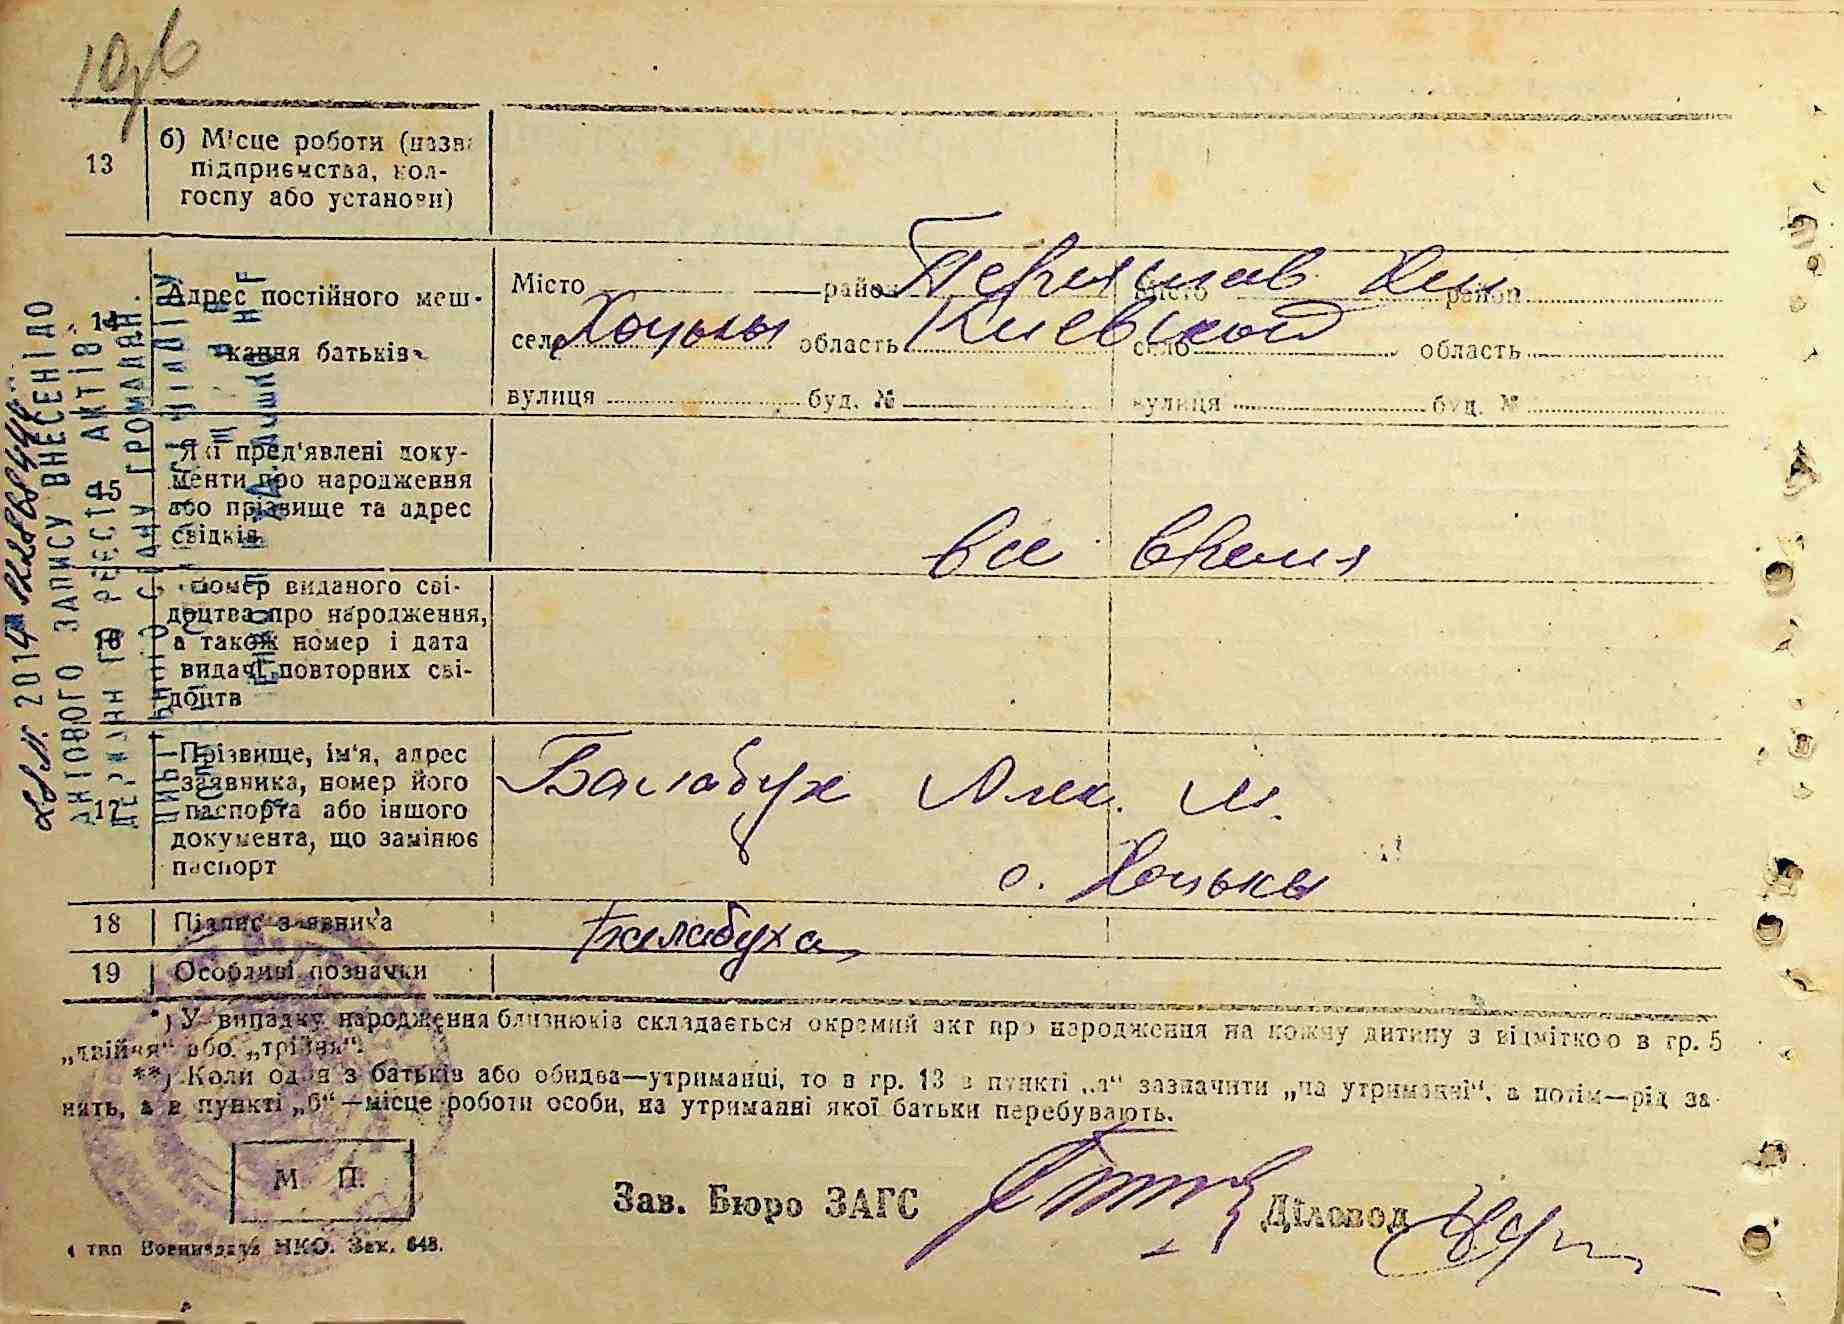 13
б) Місце роботи (назва
підприємства, кол-
госпу або установи)
14
Адрес постійного меш-
кання батьків
Місто район Переяслав Хм. Місто район
село Хоцьки область Киевской село область
вулиця буд. № вулиця буд. №
15
Які пред'явлені доку-
менти про народження
або прізвище та адрес
свідків
все время
16
Номер виданого сві-
доцтва про народження,
а також номер і дата
видачі повторних сві-
доцтв
17
Прізвище, ім'я, адрес
заявника, номер його
паспорта або іншого
документа, що замінює
паспорт
Балабуха Алек. М.
с. Хоцьки
18 Підпис заявника Балабуха
19 Особливі позначки
*) У випадку народження близнюків складається окремий акт про народження на кожну дитину з відміткою в гр. 5
„двійня“ або „трійня“.
**) Коли один з батьків або обидва—утриманці, то в гр. 13 в пункті „а“ зазначити „на утриманні“, а потім—рід за-
нять, а в пункті „б“—місце роботи особи, на утриманні якої батьки перебувають.
М. П.
Зав. Бюро ЗАГС Діловод
тип Воениздата НКО. Зак. 648.
2014
АКТОВОГО ЗАПИСУ ВНЕСЕНІ ДО
ДЕРЖАВНОГО РЕЄСТРУ АКТІВ
ЦИВІЛЬНОГО СТАНУ ГРОМАДЯН.